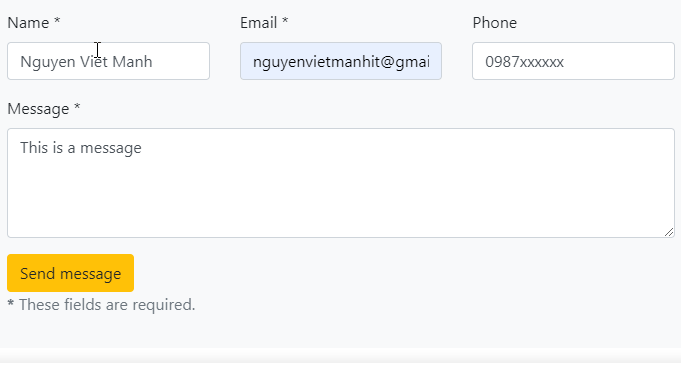 Name * Email * Phone
Nguyen Viet Manh nguyenvietmanhit@gmai 0987xxxxxx
Message *
This is a message
Send message
* These fields are required.